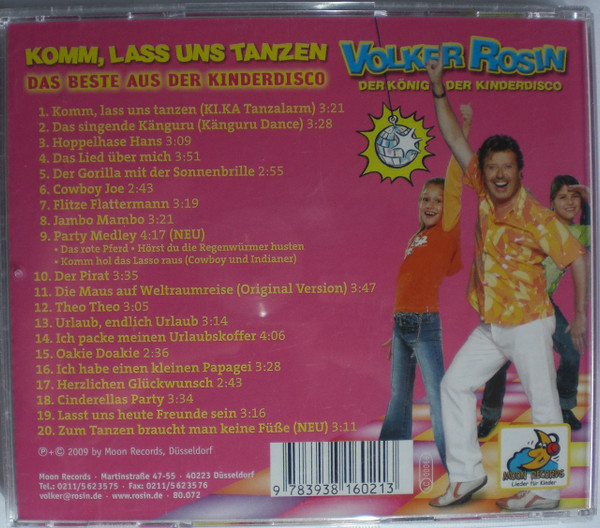 KOMM, LASS UNS TANZEN
DAS BESTE AUS DER KINDERDISCO
VOLKER ROSIN
DER KÖNIG DER KINDERDISCO
1. Komm, lass uns tanzen (KI.KA Tanzalarm) 3:21
2. Das singende Känguru (Känguru Dance) 3:28
3. Hoppelhase Hans 3:09
4. Das Lied über mich 3:51
5. Der Gorilla mit der Sonnenbrille 2:55
6. Cowboy Joe 2:43
7. Flitze Flattermann 3:19
8. Jambo Mambo 3:21
9. Party Medley 4:17 (NEU)
• Das rote Pferd • Hörst du die Regenwürmer husten
• Komm hol das Lasso raus (Cowboy und Indianer)
10. Der Pirat 3:35
11. Die Maus auf Weltraumreise (Original Version) 3:47
12. Theo Theo 3:05
13. Urlaub, endlich Urlaub 3:14
14. Ich packe meinen Urlaubskoffer 4:06
15. Oakie Doakie 2:36
16. Ich habe einen kleinen Papagei 3:28
17. Herzlichen Glückwunsch 2:43
18. Cinderellas Party 3:34
19. Lasst uns heute Freunde sein 3:16
20. Zum Tanzen braucht man keine Füße (NEU) 3:11
℗+© 2009 by Moon Records, Düsseldorf
Moon Records - Martinstraße 47-55 - 40223 Düsseldorf
Tel.: 0211/5623575 - Fax: 0211/5623576
volker@rosin.de - www.rosin.de - 80.072
9 783938 160213
MOON RECORDS
Lieder für Kinder